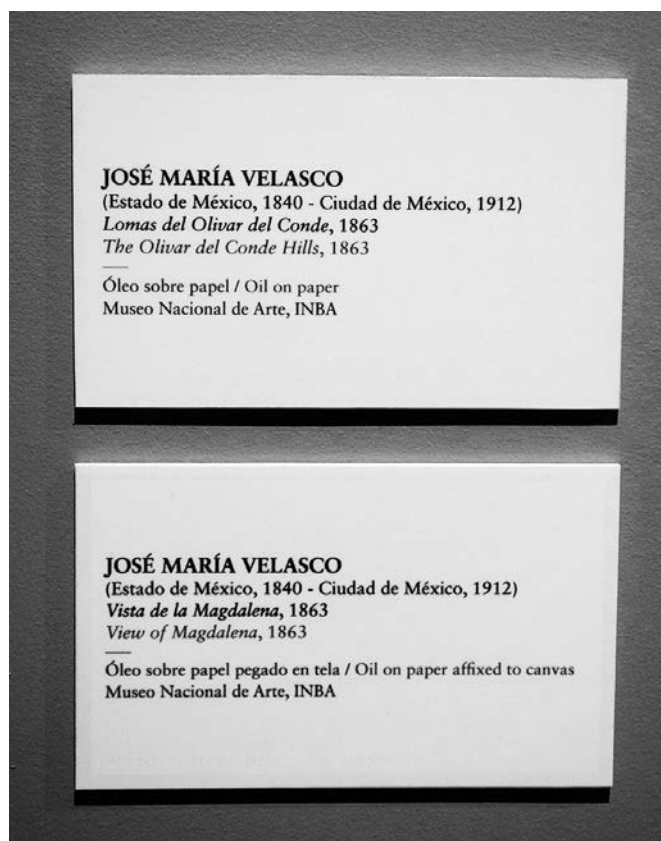 JOSÉ MARÍA VELASCO
(Estado de México, 1840 - Ciudad de México, 1912)
Lomas del Olivar del Conde, 1863
The Olivar del Conde Hills, 1863
Óleo sobre papel / Oil on paper
Museo Nacional de Arte, INBA
JOSÉ MARÍA VELASCO
(Estado de México, 1840 - Ciudad de México, 1912)
Vista de la Magdalena, 1863
View of Magdalena, 1863
Óleo sobre papel pegado en tela / Oil on paper affixed to canvas
Museo Nacional de Arte, INBA